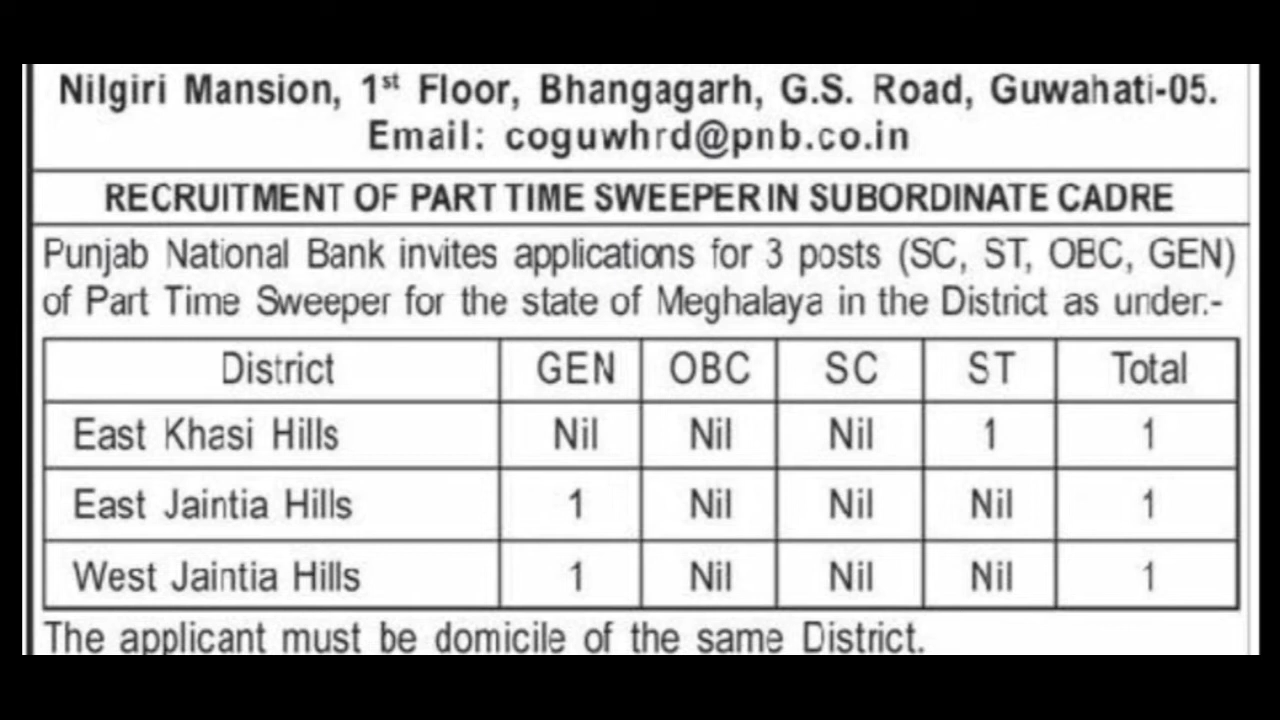 Nilgiri Mansion, 1st Floor, Bhangagarh, G.S. Road, Guwahati-05.
Email: coguwhrd@pnb.co.in
RECRUITMENT OF PART TIME SWEEPER IN SUBORDINATE CADRE
Punjab National Bank invites applications for 3 posts (SC, ST, OBC, GEN)
of Part Time Sweeper for the state of Meghalaya in the District as under:-
District GEN OBC SC ST Total
East Khasi Hills Nil Nil Nil 1 1
East Jaintia Hills 1 Nil Nil Nil 1
West Jaintia Hills 1 Nil Nil Nil 1
The applicant must be domicile of the same District.